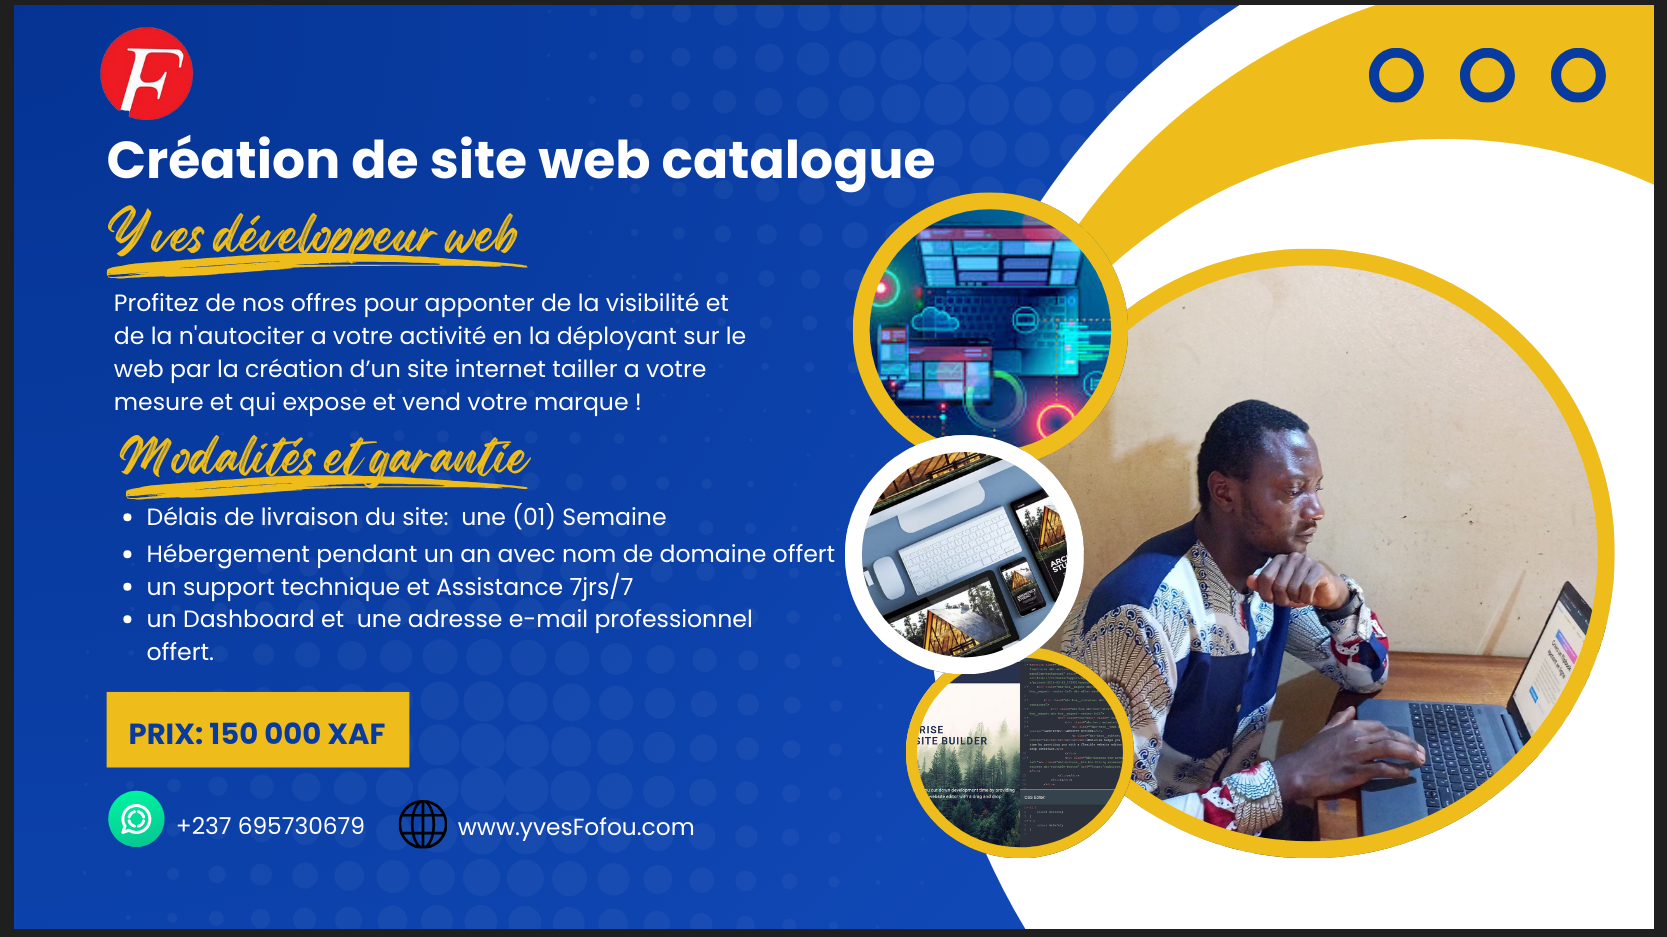 F
Création de site web catalogue
Yves développeur web
Profitez de nos offres pour apponter de la visibilité et
de la n'autociter a votre activité en la déployant sur le
web par la création d’un site internet tailler a votre
mesure et qui expose et vend votre marque !
Modalités et garantie
Délais de livraison du site: une (01) Semaine
Hébergement pendant un an avec nom de domaine offert
un support technique et Assistance 7jrs/7
un Dashboard et une adresse e-mail professionnel
offert.
PRIX: 150 000 XAF
+237 695730679
www.yvesFofou.com
RISE
SITE BUILDER